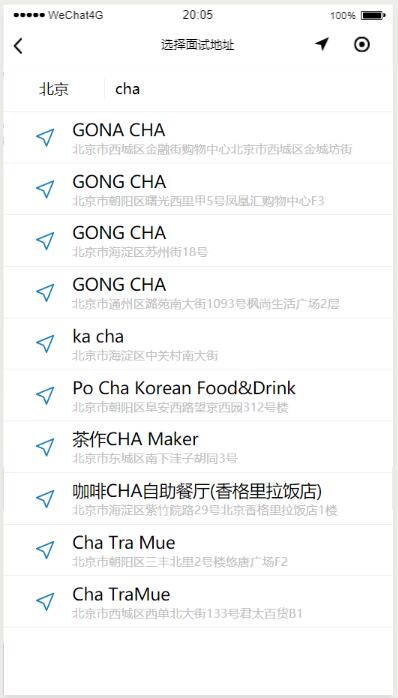 WeChat4G 20:05 100%
选择面试地址
北京 cha
GONA CHA
北京市西城区金融街购物中心北京市西城区金城坊街
GONG CHA
北京市朝阳区曙光西里甲5号凤凰汇购物中心F3
GONG CHA
北京市海淀区苏州街18号
GONG CHA
北京市通州区潞苑南大街1093号枫尚生活广场2层
ka cha
北京市海淀区中关村南大街
Po Cha Korean Food&Drink
北京市朝阳区阜安西路望京西园312号楼
茶作CHA Maker
北京市东城区南下洼子胡同3号
咖啡CHA自助餐厅(香格里拉饭店)
北京市海淀区紫竹院路29号北京香格里拉饭店1楼
Cha Tra Mue
北京市朝阳区三丰北里2号楼悠唐广场F2
Cha TraMue
北京市西城区西单北大街133号君太百货B1